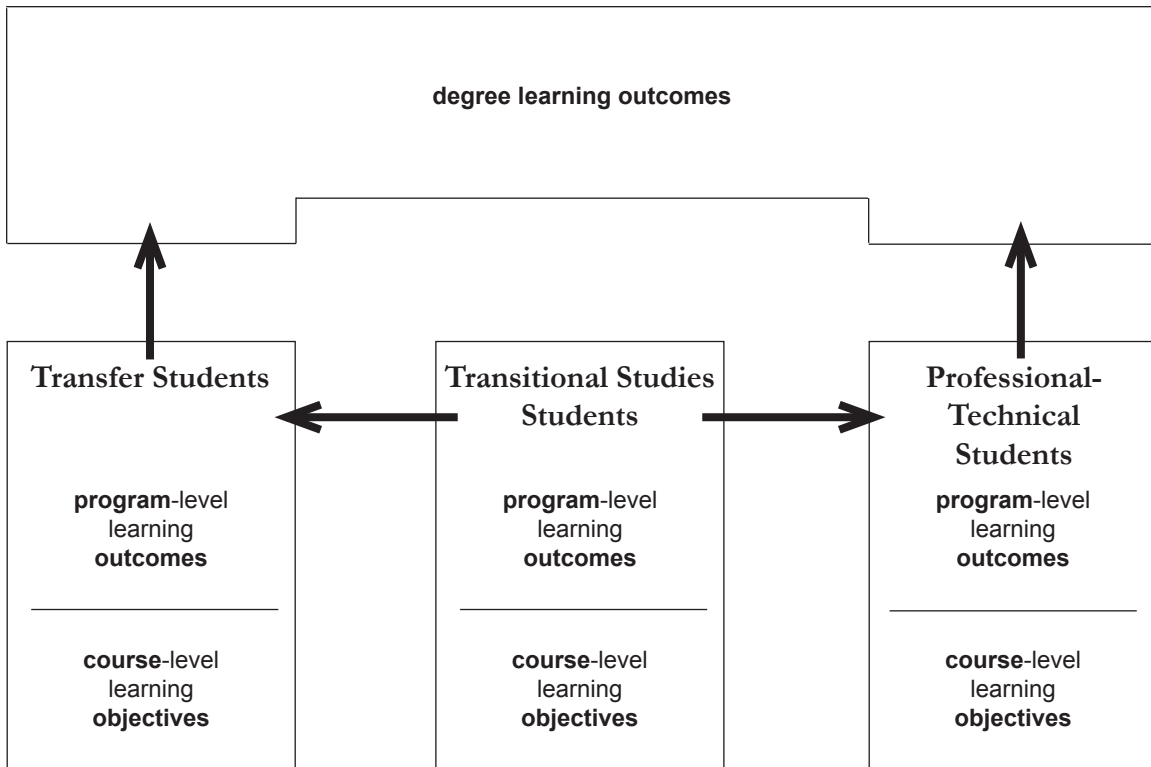 degree learning outcomes
Transfer Students
program-level
learning
outcomes
course-level
learning
objectives
Transitional Studies
Students
program-level
learning
outcomes
course-level
learning
objectives
Professional-
Technical
Students
program-level
learning
outcomes
course-level
learning
objectives